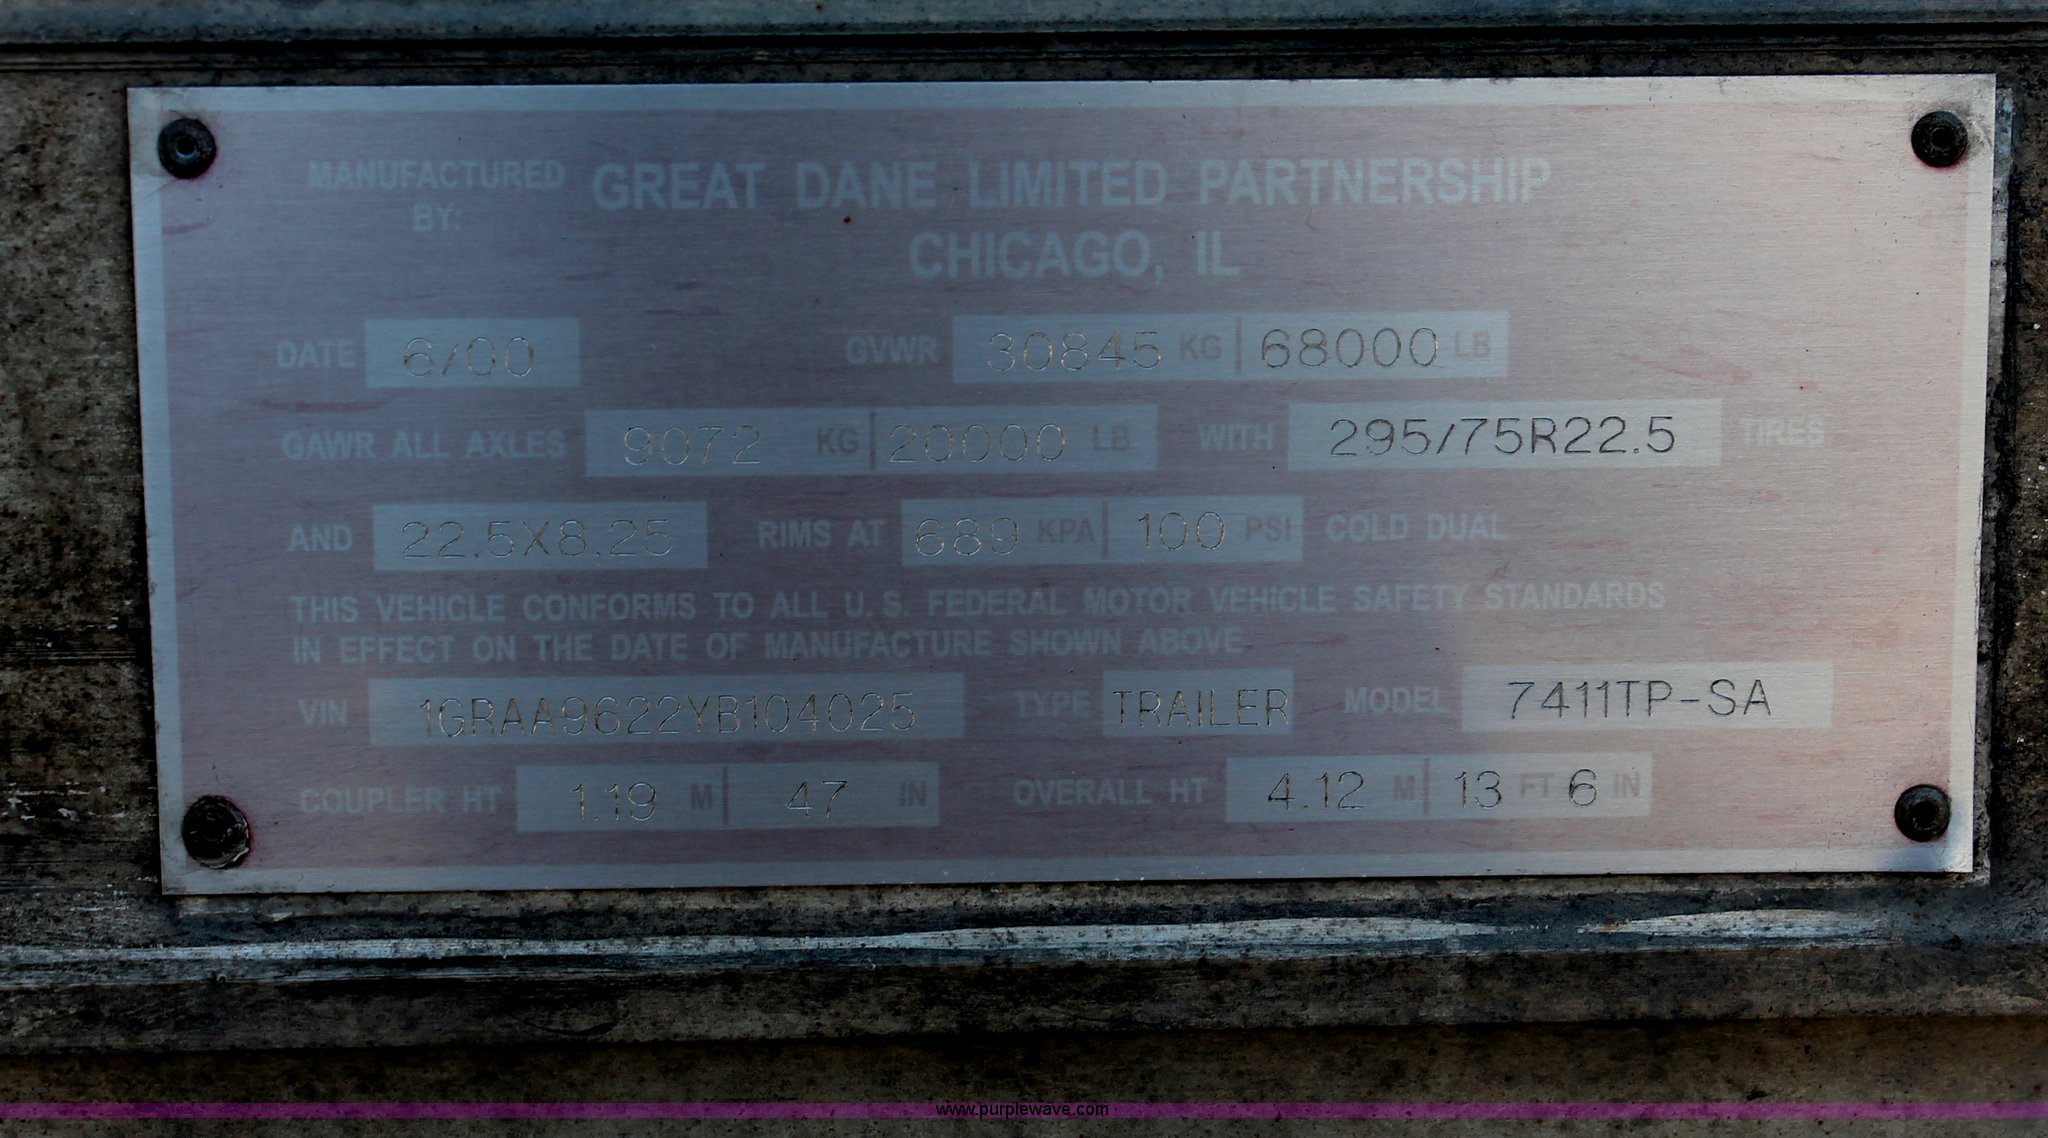 MANUFACTURED BY: GREAT DANE LIMITED PARTNERSHIP
CHICAGO, IL
DATE 6/00 GVWR 30845 KG | 68000 LB
GAWR ALL AXLES 9072 KG | 20000 LB WITH 295/75R22.5 TIRES
AND 22.5X8.25 RIMS AT 689 KPA | 100 PSI COLD DUAL
THIS VEHICLE CONFORMS TO ALL U.S. FEDERAL MOTOR VEHICLE SAFETY STANDARDS
IN EFFECT ON THE DATE OF MANUFACTURE SHOWN ABOVE
VIN 1GRAA9622YB104025 TYPE TRAILER MODEL 7411TP-SA
COUPLER HT 1.19 M | 47 IN OVERALL HT 4.12 M | 13 FT 6 IN
www.purplewave.com